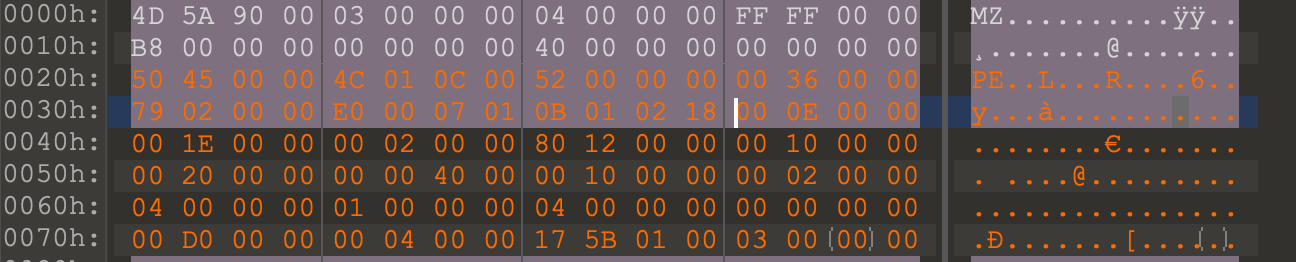 0000h: 4D 5A 90 00 03 00 00 00 04 00 00 00 FF FF 00 00 MZ..........ÿÿ..
0010h: B8 00 00 00 00 00 00 00 40 00 00 00 00 00 00 00 ¸.......@.......
0020h: 50 45 00 00 4C 01 0C 00 52 00 00 00 00 36 00 00 PE..L...R....6..
0030h: 79 02 00 00 E0 00 07 01 0B 01 02 18 00 0E 00 00 y...à...........
0040h: 00 1E 00 00 00 02 00 00 80 12 00 00 00 10 00 00 ........€.......
0050h: 00 20 00 00 00 00 40 00 00 10 00 00 00 02 00 00 . ....@.........
0060h: 04 00 00 00 01 00 00 00 04 00 00 00 00 00 00 00 ................
0070h: 00 D0 00 00 00 04 00 00 17 5B 01 00 03 00 (00) 00 .Ð.......[....(.).